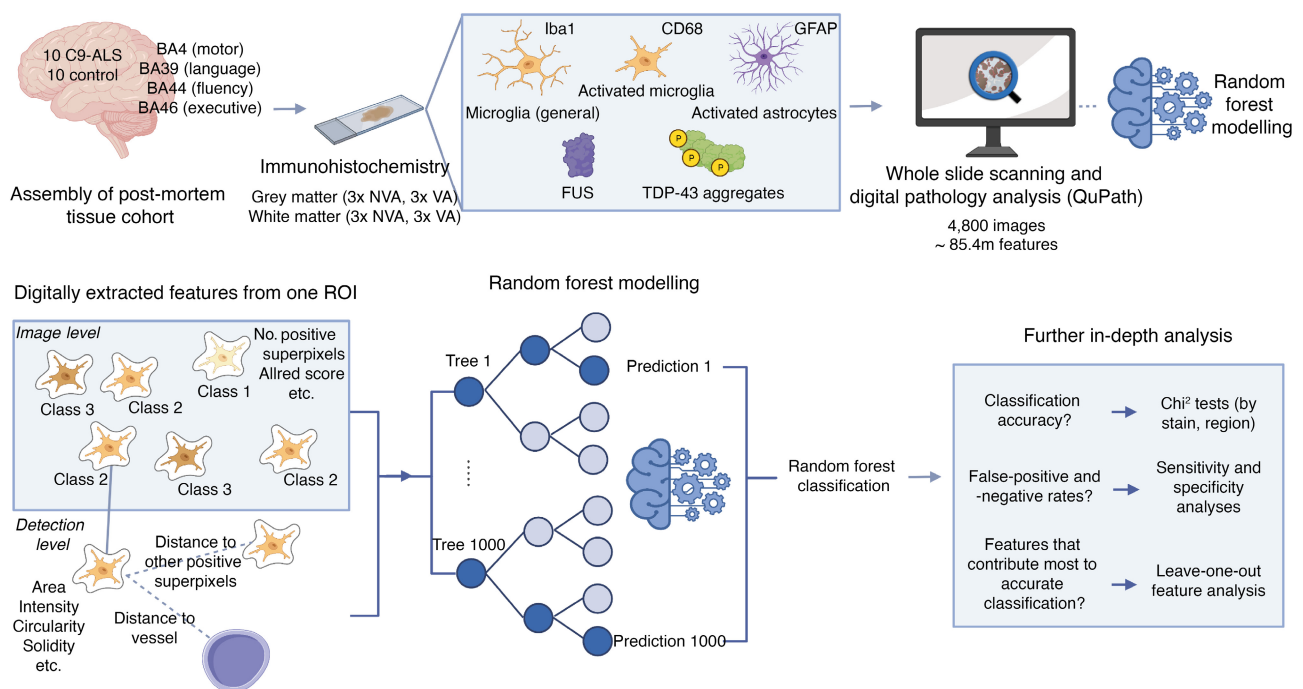 10 C9-ALS
10 control
BA4 (motor)
BA39 (language)
BA44 (fluency)
BA46 (executive)
Assembly of post-mortem
tissue cohort
Immunohistochemistry
Grey matter (3x NVA, 3x VA)
White matter (3x NVA, 3x VA)
Iba1
CD68
GFAP
Activated microglia
Microglia (general)
Activated astrocytes
P
P
P
FUS
TDP-43 aggregates
Whole slide scanning and
digital pathology analysis (QuPath)
4,800 images
~ 85.4m features
Random
forest
modelling
Digitally extracted features from one ROI
Image level
No. positive
superpixels
Allred score
etc.
Class 3
Class 2
Class 1
Class 2
Class 3
Class 2
Detection
level
Distance to
other positive
superpixels
Area
Intensity
Circularity
Solidity
etc.
Distance to
vessel
Random forest modelling
Tree 1
Prediction 1
Tree 1000
Prediction 1000
Random forest
classification
Further in-depth analysis
Classification
accuracy?
Chi² tests (by
stain, region)
False-positive and
-negative rates?
Sensitivity and
specificity
analyses
Features that
contribute most to
accurate
classification?
Leave-one-out
feature analysis